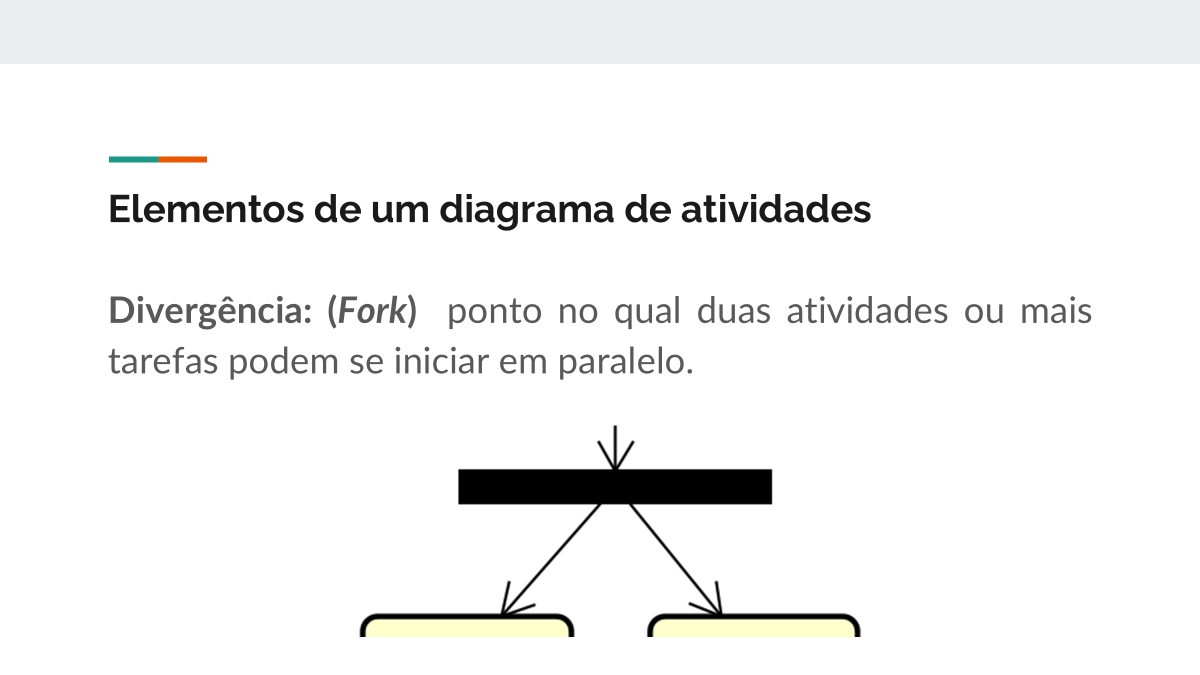 Elementos de um diagrama de atividades
Divergência: (Fork) ponto no qual duas atividades ou mais
tarefas podem se iniciar em paralelo.